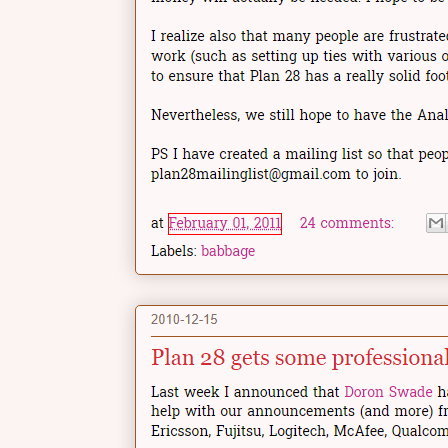 I realize also that many people are frustrate
work (such as setting up ties with various o
to ensure that Plan 28 has a really solid foot
Nevertheless, we still hope to have the Anal
PS I have created a mailing list so that peop
plan28mailinglist@gmail.com to join.
at February 01, 2011 24 comments:
Labels: babbage
2010-12-15
Plan 28 gets some professional
Last week I announced that Doron Swade ha
help with our announcements (and more) fr
Ericsson, Fujitsu, Logitech, McAfee, Qualcom